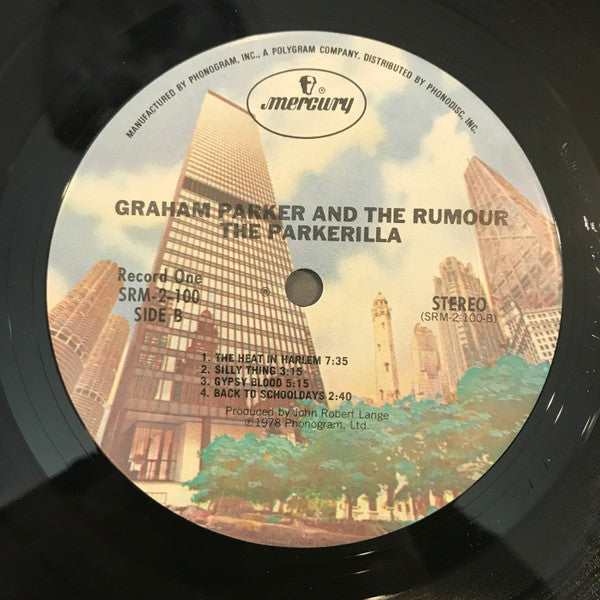 MANUFACTURED BY PHONOGRAM, INC., A POLYGRAM COMPANY. DISTRIBUTED BY PHONODISC, INC.
®
mercury
GRAHAM PARKER AND THE RUMOUR
THE PARKERILLA
Record One
SRM-2-100
SIDE B
STEREO
(SRM-2-100-B)
1. THE HEAT IN HARLEM 7:35
2. SILLY THING 3:15
3. GYPSY BLOOD 5:15
4. BACK TO SCHOOLDAYS 2:40
Produced by John Robert Lange
℗1978 Phonogram, Ltd.